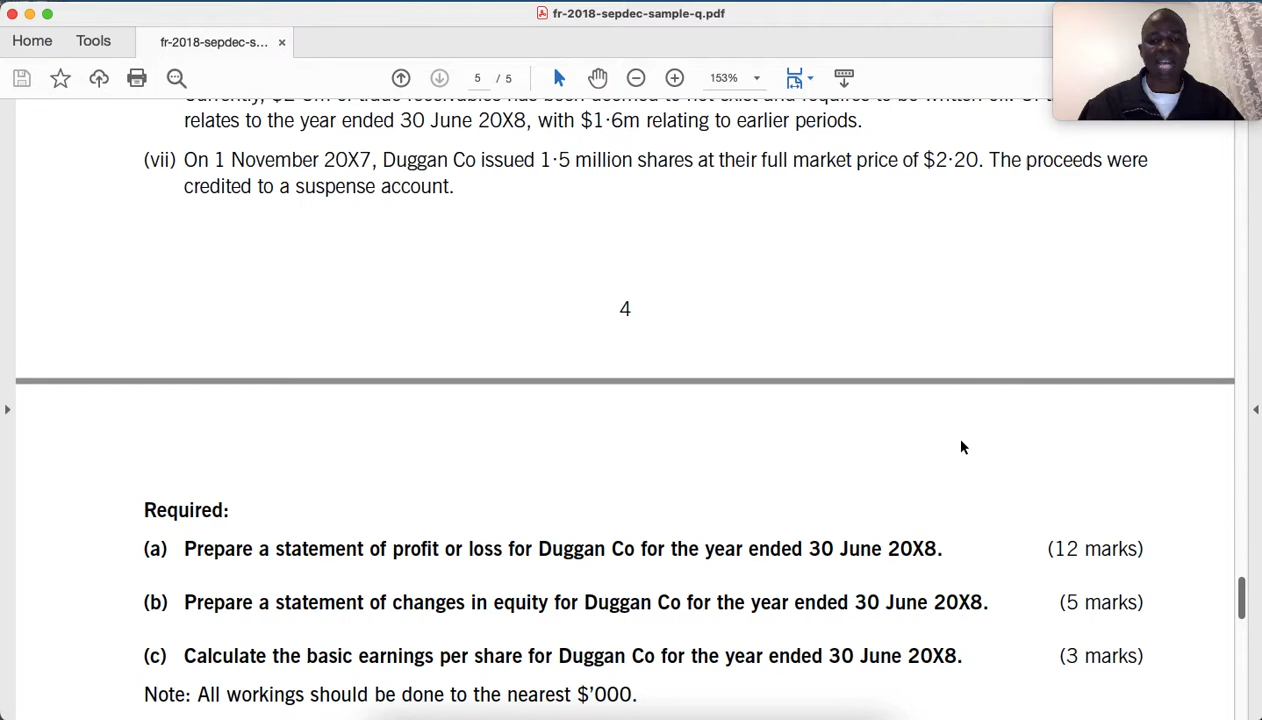 fr-2018-sepdec-sample-q.pdf
Home Tools fr-2018-sepdec-s... ×
5 / 5 153%
relates to the year ended 30 June 20X8, with $1·6m relating to earlier periods.
(vii) On 1 November 20X7, Duggan Co issued 1·5 million shares at their full market price of $2·20. The proceeds were
credited to a suspense account.
4
Required:
(a) Prepare a statement of profit or loss for Duggan Co for the year ended 30 June 20X8. (12 marks)
(b) Prepare a statement of changes in equity for Duggan Co for the year ended 30 June 20X8. (5 marks)
(c) Calculate the basic earnings per share for Duggan Co for the year ended 30 June 20X8. (3 marks)
Note: All workings should be done to the nearest $'000.